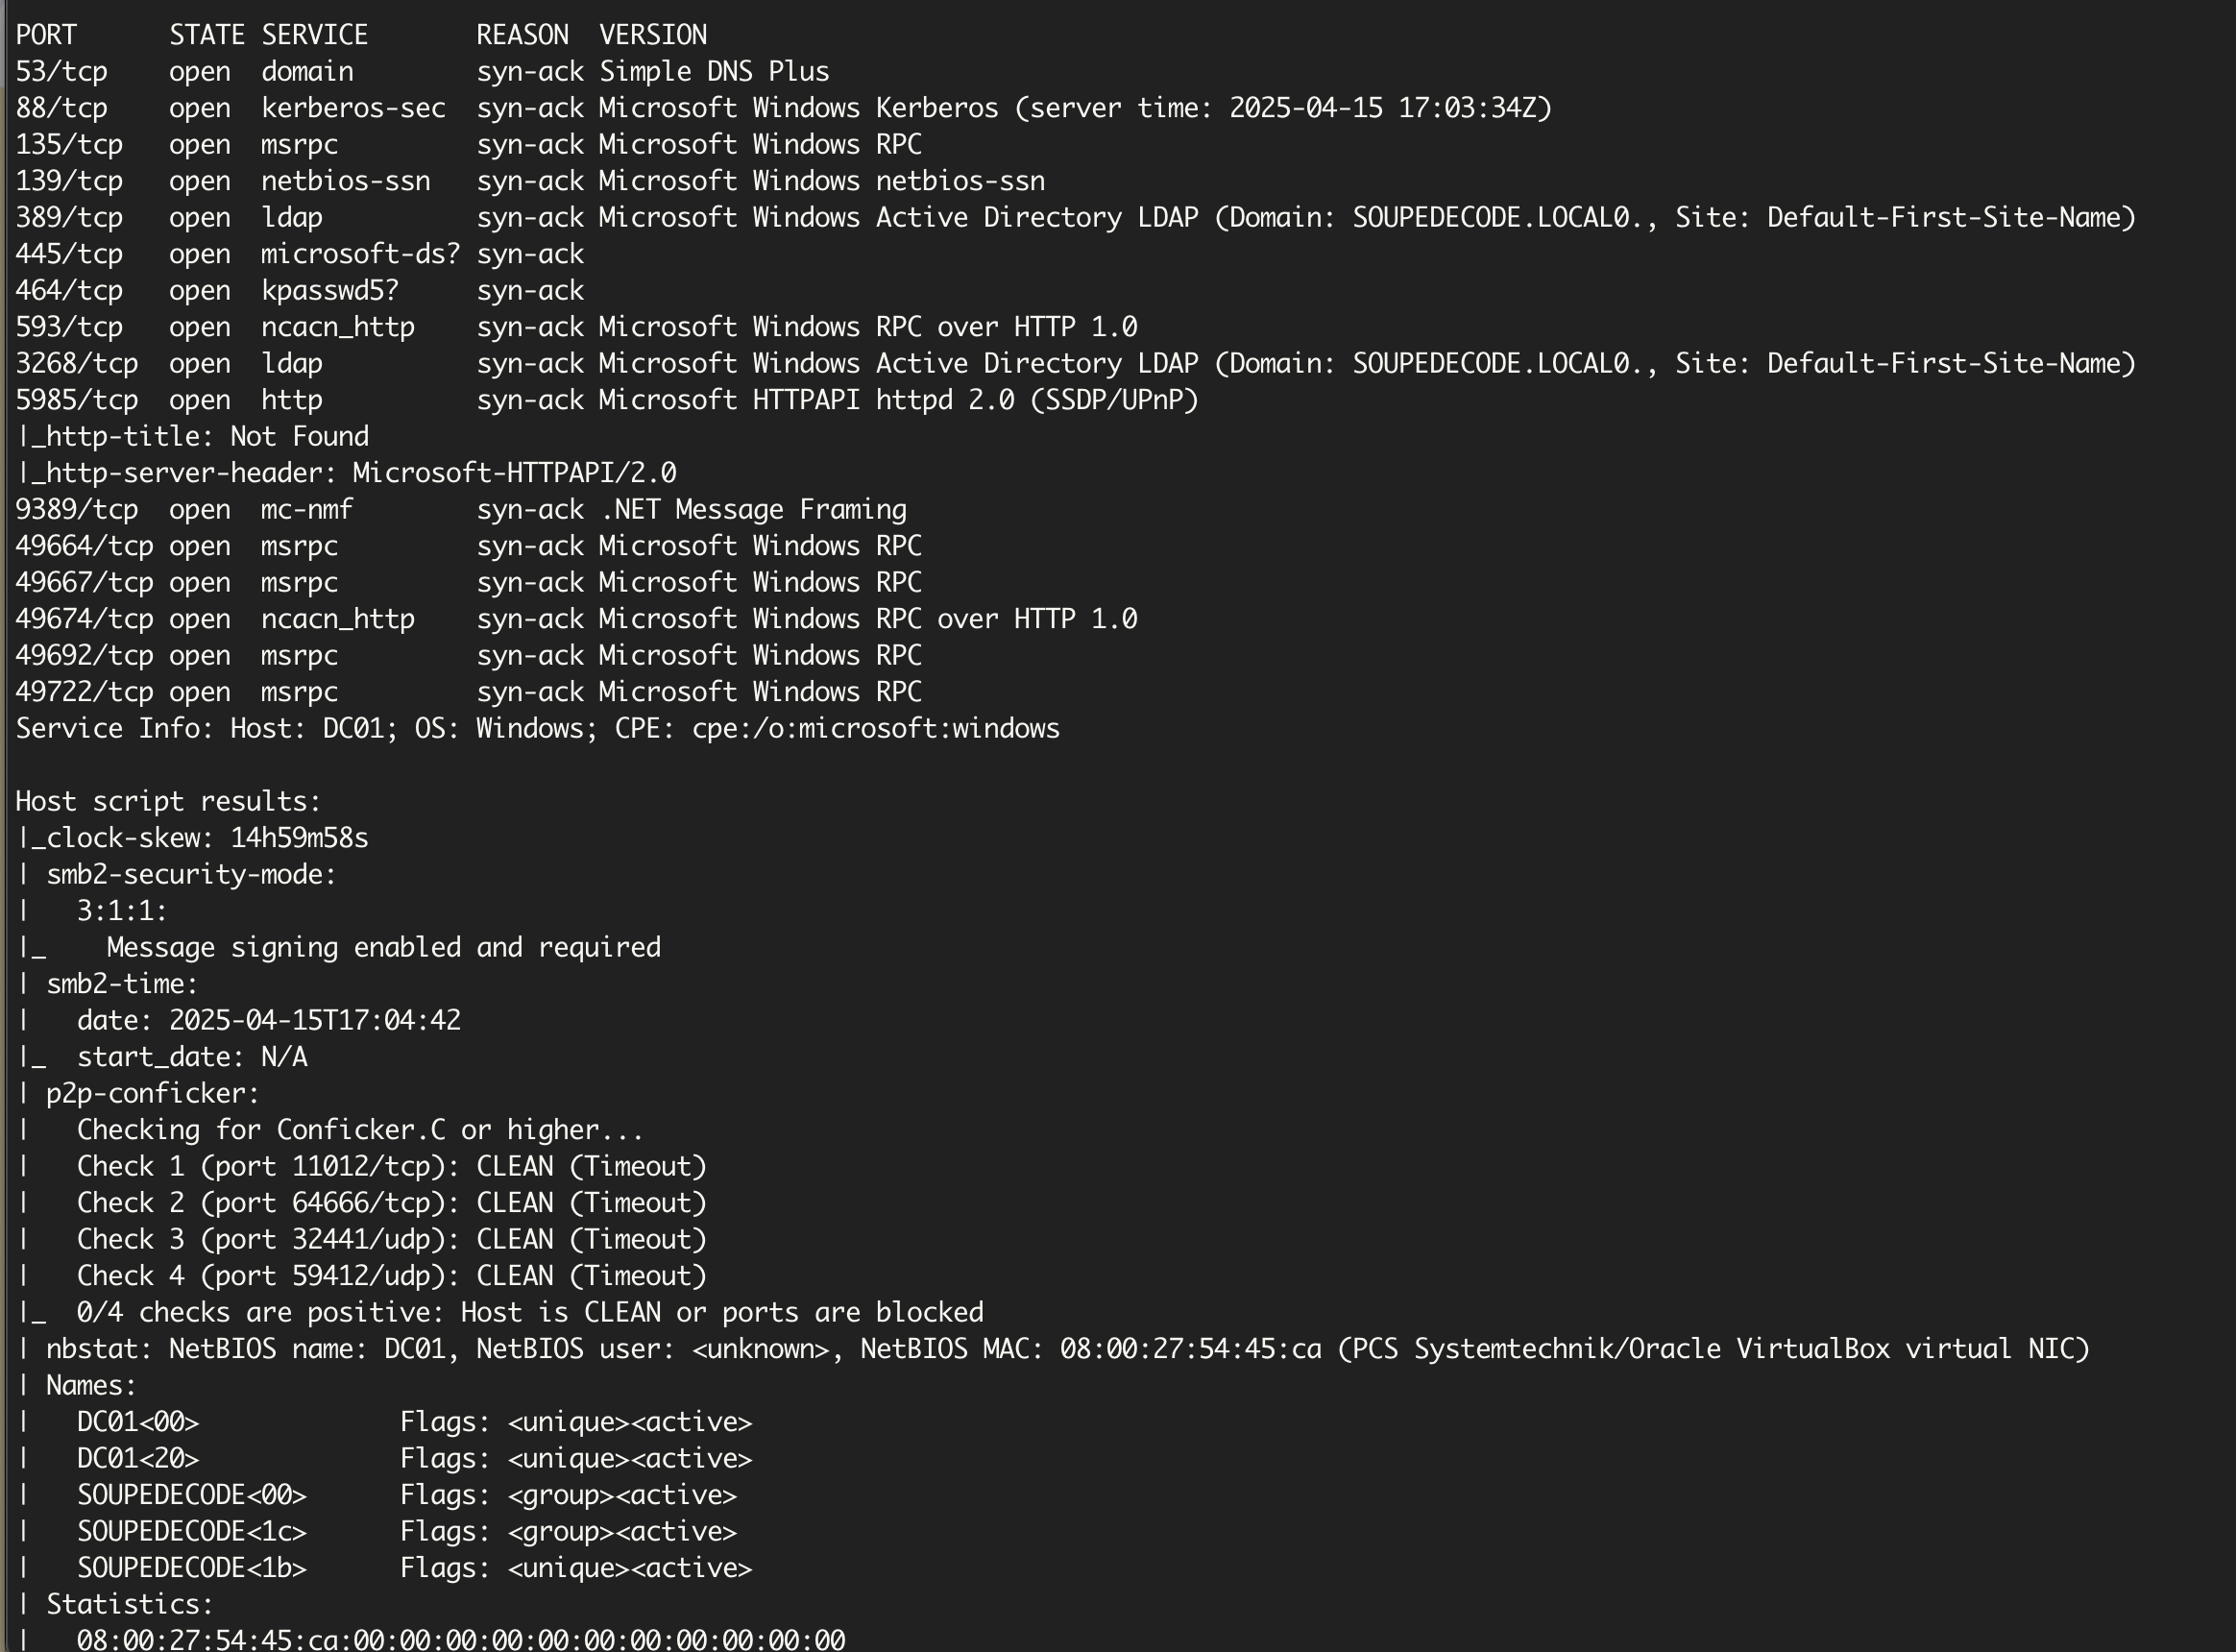 PORT      STATE SERVICE       REASON  VERSION
53/tcp    open  domain        syn-ack Simple DNS Plus
88/tcp    open  kerberos-sec  syn-ack Microsoft Windows Kerberos (server time: 2025-04-15 17:03:34Z)
135/tcp   open  msrpc         syn-ack Microsoft Windows RPC
139/tcp   open  netbios-ssn   syn-ack Microsoft Windows netbios-ssn
389/tcp   open  ldap          syn-ack Microsoft Windows Active Directory LDAP (Domain: SOUPEDECODE.LOCAL0., Site: Default-First-Site-Name)
445/tcp   open  microsoft-ds? syn-ack
464/tcp   open  kpasswd5?     syn-ack
593/tcp   open  ncacn_http    syn-ack Microsoft Windows RPC over HTTP 1.0
3268/tcp  open  ldap          syn-ack Microsoft Windows Active Directory LDAP (Domain: SOUPEDECODE.LOCAL0., Site: Default-First-Site-Name)
5985/tcp  open  http          syn-ack Microsoft HTTPAPI httpd 2.0 (SSDP/UPnP)
|_http-title: Not Found
|_http-server-header: Microsoft-HTTPAPI/2.0
9389/tcp  open  mc-nmf        syn-ack .NET Message Framing
49664/tcp open  msrpc         syn-ack Microsoft Windows RPC
49667/tcp open  msrpc         syn-ack Microsoft Windows RPC
49674/tcp open  ncacn_http    syn-ack Microsoft Windows RPC over HTTP 1.0
49692/tcp open  msrpc         syn-ack Microsoft Windows RPC
49722/tcp open  msrpc         syn-ack Microsoft Windows RPC
Service Info: Host: DC01; OS: Windows; CPE: cpe:/o:microsoft:windows

Host script results:
|_clock-skew: 14h59m58s
| smb2-security-mode:
|   3:1:1:
|_    Message signing enabled and required
| smb2-time:
|   date: 2025-04-15T17:04:42
|_  start_date: N/A
| p2p-conficker:
|   Checking for Conficker.C or higher...
|   Check 1 (port 11012/tcp): CLEAN (Timeout)
|   Check 2 (port 64666/tcp): CLEAN (Timeout)
|   Check 3 (port 32441/udp): CLEAN (Timeout)
|   Check 4 (port 59412/udp): CLEAN (Timeout)
|_  0/4 checks are positive: Host is CLEAN or ports are blocked
| nbstat: NetBIOS name: DC01, NetBIOS user: <unknown>, NetBIOS MAC: 08:00:27:54:45:ca (PCS Systemtechnik/Oracle VirtualBox virtual NIC)
| Names:
|   DC01<00>             Flags: <unique><active>
|   DC01<20>             Flags: <unique><active>
|   SOUPEDECODE<00>      Flags: <group><active>
|   SOUPEDECODE<1c>      Flags: <group><active>
|   SOUPEDECODE<1b>      Flags: <unique><active>
| Statistics:
|   08:00:27:54:45:ca:00:00:00:00:00:00:00:00:00:00:00